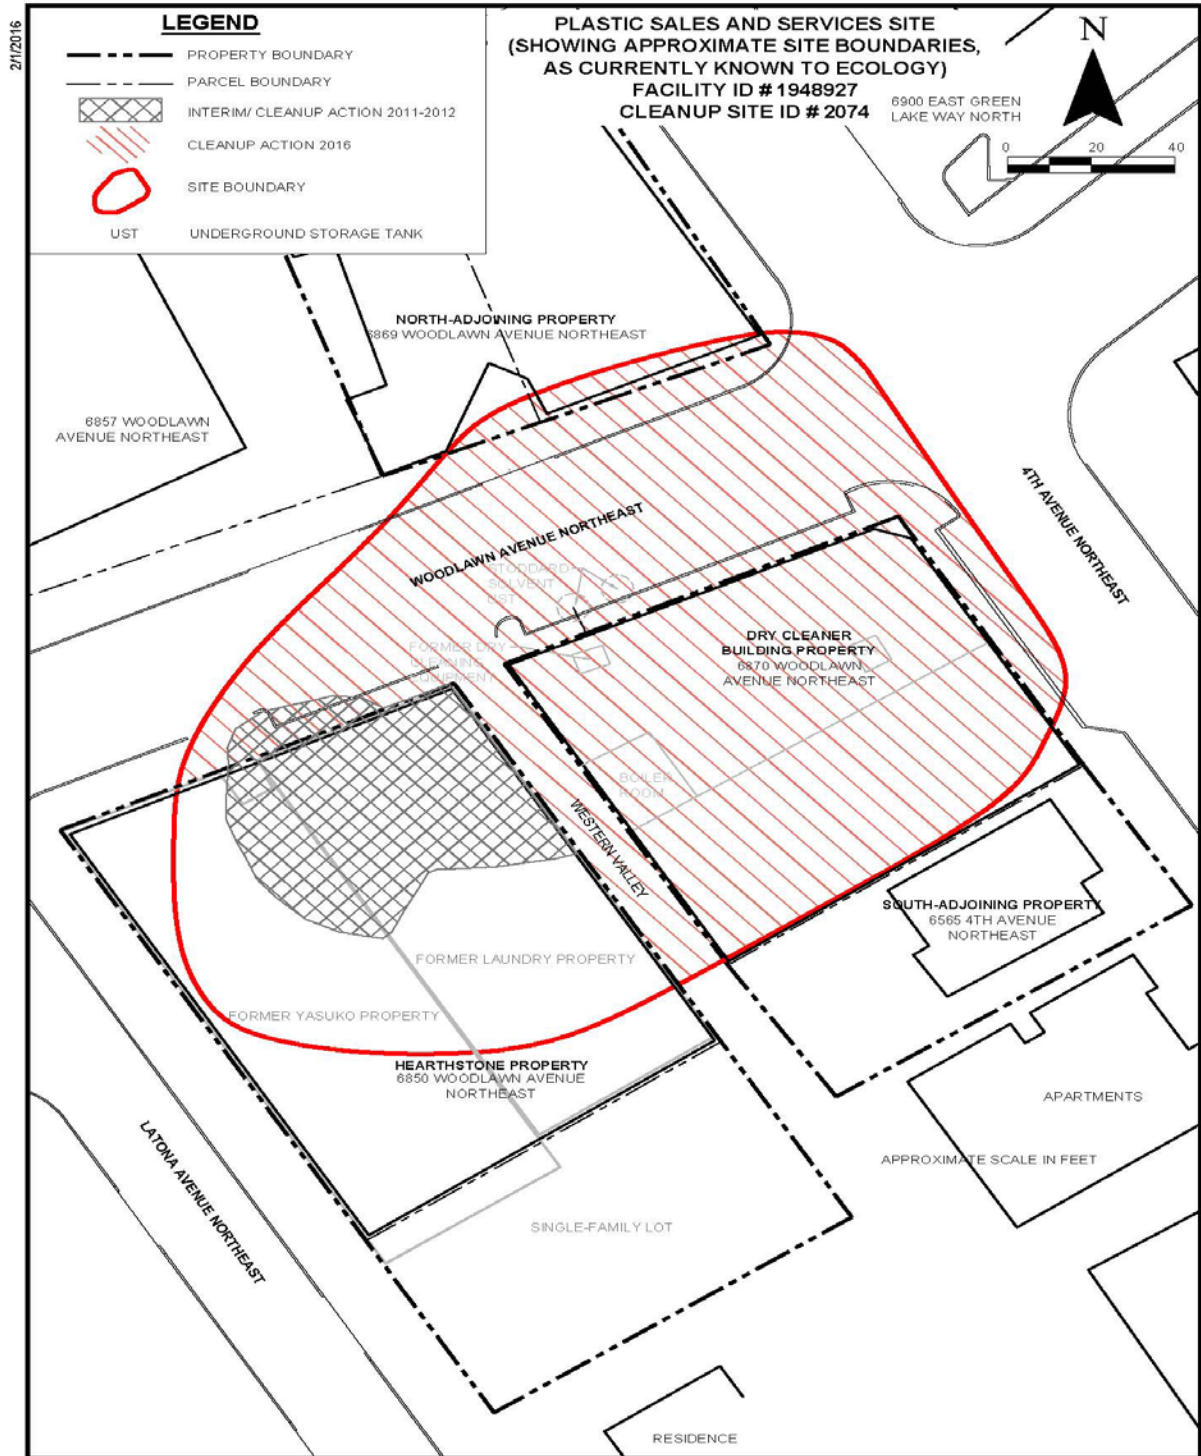 2/1/2016
LEGEND
PROPERTY BOUNDARY
PARCEL BOUNDARY
INTERIM/ CLEANUP ACTION 2011-2012
CLEANUP ACTION 2016
SITE BOUNDARY
UST UNDERGROUND STORAGE TANK
PLASTIC SALES AND SERVICES SITE
(SHOWING APPROXIMATE SITE BOUNDARIES,
AS CURRENTLY KNOWN TO ECOLOGY)
FACILITY ID # 1948927
CLEANUP SITE ID # 2074
N
6900 EAST GREEN
LAKE WAY NORTH
0 20 40
NORTH-ADJOINING PROPERTY
6869 WOODLAWN AVENUE NORTHEAST
6857 WOODLAWN
AVENUE NORTHEAST
4TH AVENUE NORTHEAST
WOODLAWN AVENUE NORTHEAST
STODDARD
SOLVENT
UST
FORMER DRY
CLEANING
EQUIPMENT
DRY CLEANER
BUILDING PROPERTY
6870 WOODLAWN
AVENUE NORTHEAST
BOILER
ROOM
WESTERN VALLEY
SOUTH-ADJOINING PROPERTY
6565 4TH AVENUE
NORTHEAST
FORMER LAUNDRY PROPERTY
FORMER YASUKO PROPERTY
HEARTHSTONE PROPERTY
6850 WOODLAWN AVENUE
NORTHEAST
APARTMENTS
LATONA AVENUE NORTHEAST
APPROXIMATE SCALE IN FEET
SINGLE-FAMILY LOT
RESIDENCE